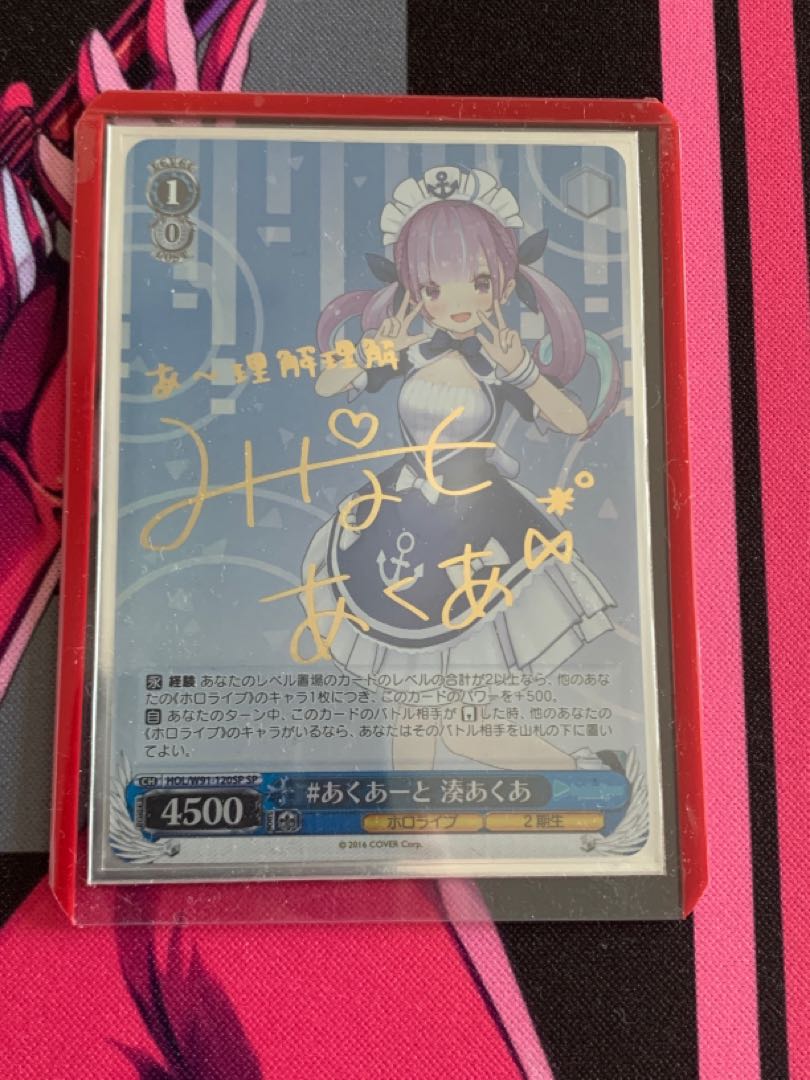 1
0
あ～理解理解
みなと
あくあ
永 経験 あなたのレベル置場のカードのレベルの合計が2以上なら、他のあな
たの《ホロライブ》のキャラ1枚につき、このカードのパワーを＋500。
自 あなたのターン中、このカードのバトル相手がした時、他のあなたの
《ホロライブ》のキャラがいるなら、あなたはそのバトル相手を山札の下に置い
てよい。
CH HOL/W91-120SP SP
#あくあーと 湊あくあ
4500
ホロライブ 2期生
© 2016 COVER Corp.